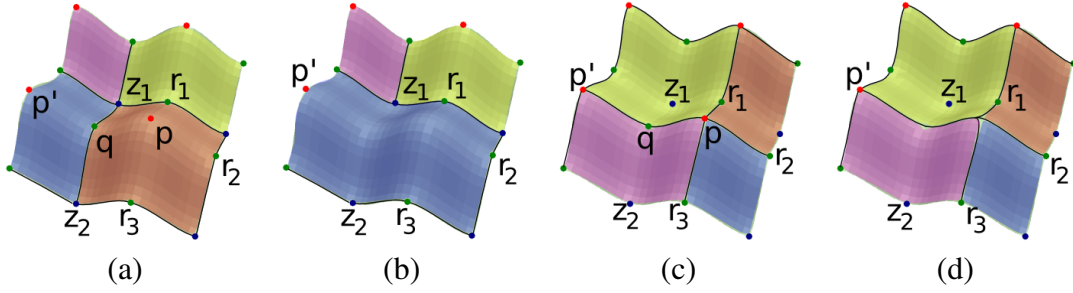 p' z₁ r₁ q p r₂ z₂ r₃
p' z₁ r₁ r₂ z₂ r₃
p' z₁ r₁ q p r₂ z₂ r₃
p' z₁ r₁ r₂ z₂ r₃
(a) (b) (c) (d)